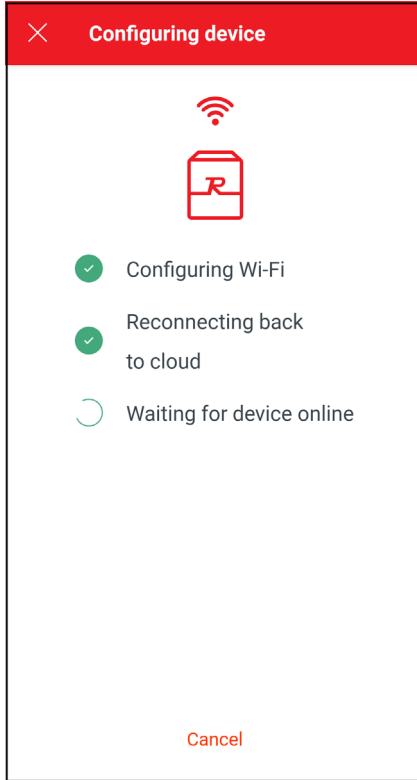 Configuring device
R
Configuring Wi-Fi
Reconnecting back
to cloud
Waiting for device online
Cancel